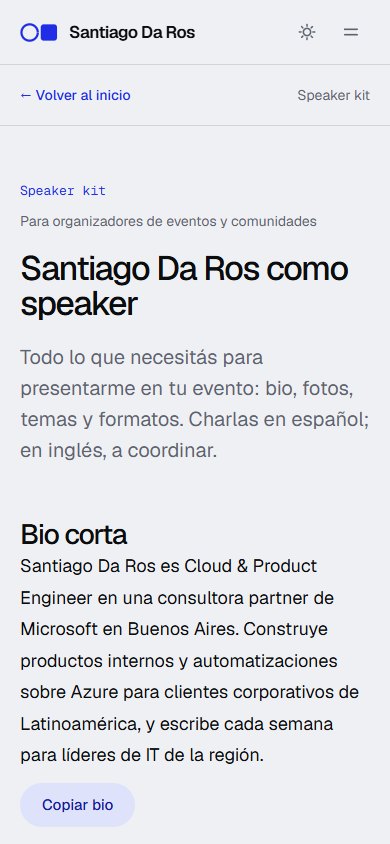 Santiago Da Ros
← Volver al inicio
Speaker kit
Speaker kit
Para organizadores de eventos y comunidades
Santiago Da Ros como
speaker
Todo lo que necesitás para
presentarme en tu evento: bio, fotos,
temas y formatos. Charlas en español;
en inglés, a coordinar.
Bio corta
Santiago Da Ros es Cloud & Product
Engineer en una consultora partner de
Microsoft en Buenos Aires. Construye
productos internos y automatizaciones
sobre Azure para clientes corporativos de
Latinoamérica, y escribe cada semana
para líderes de IT de la región.
Copiar bio